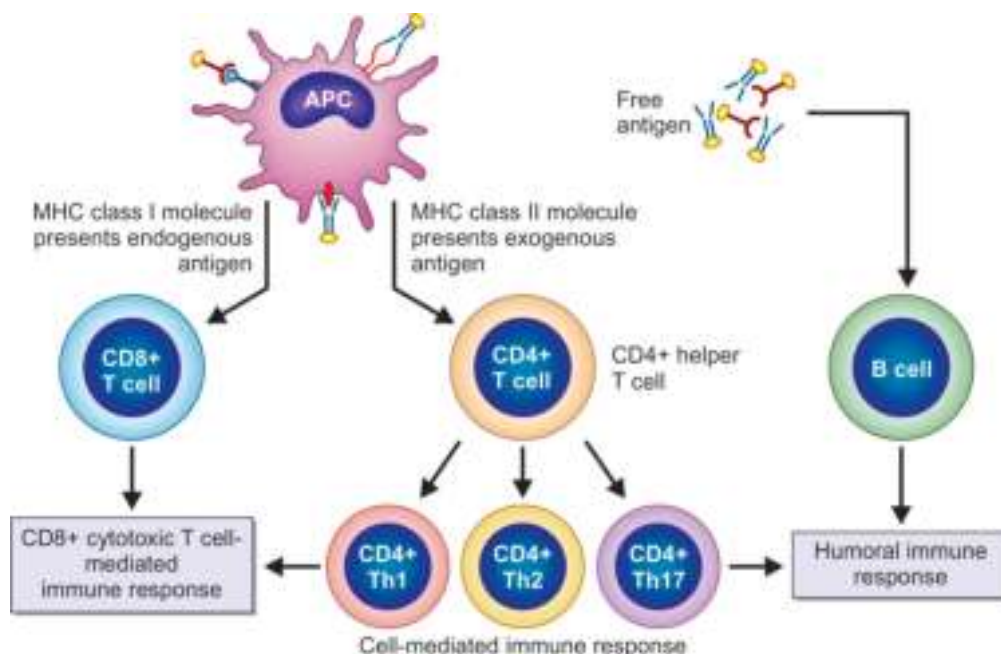 APC
Free
antigen
MHC class I molecule
presents endogenous
antigen
MHC class II molecule
presents exogenous
antigen
CD8+
T cell
CD4+
T cell
CD4+ helper
T cell
B cell
CD8+ cytotoxic T cell-
mediated
immune response
CD4+
Th1
CD4+
Th2
CD4+
Th17
Humoral immune
response
Cell-mediated immune response